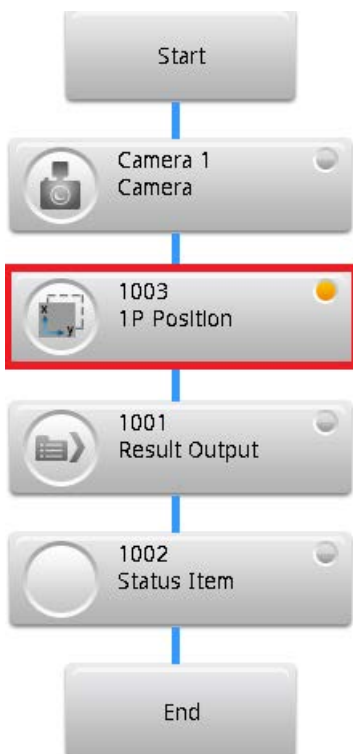 Start
Camera 1
Camera
1003
x
y
1P Position
1001
Result Output
1002
Status Item
End